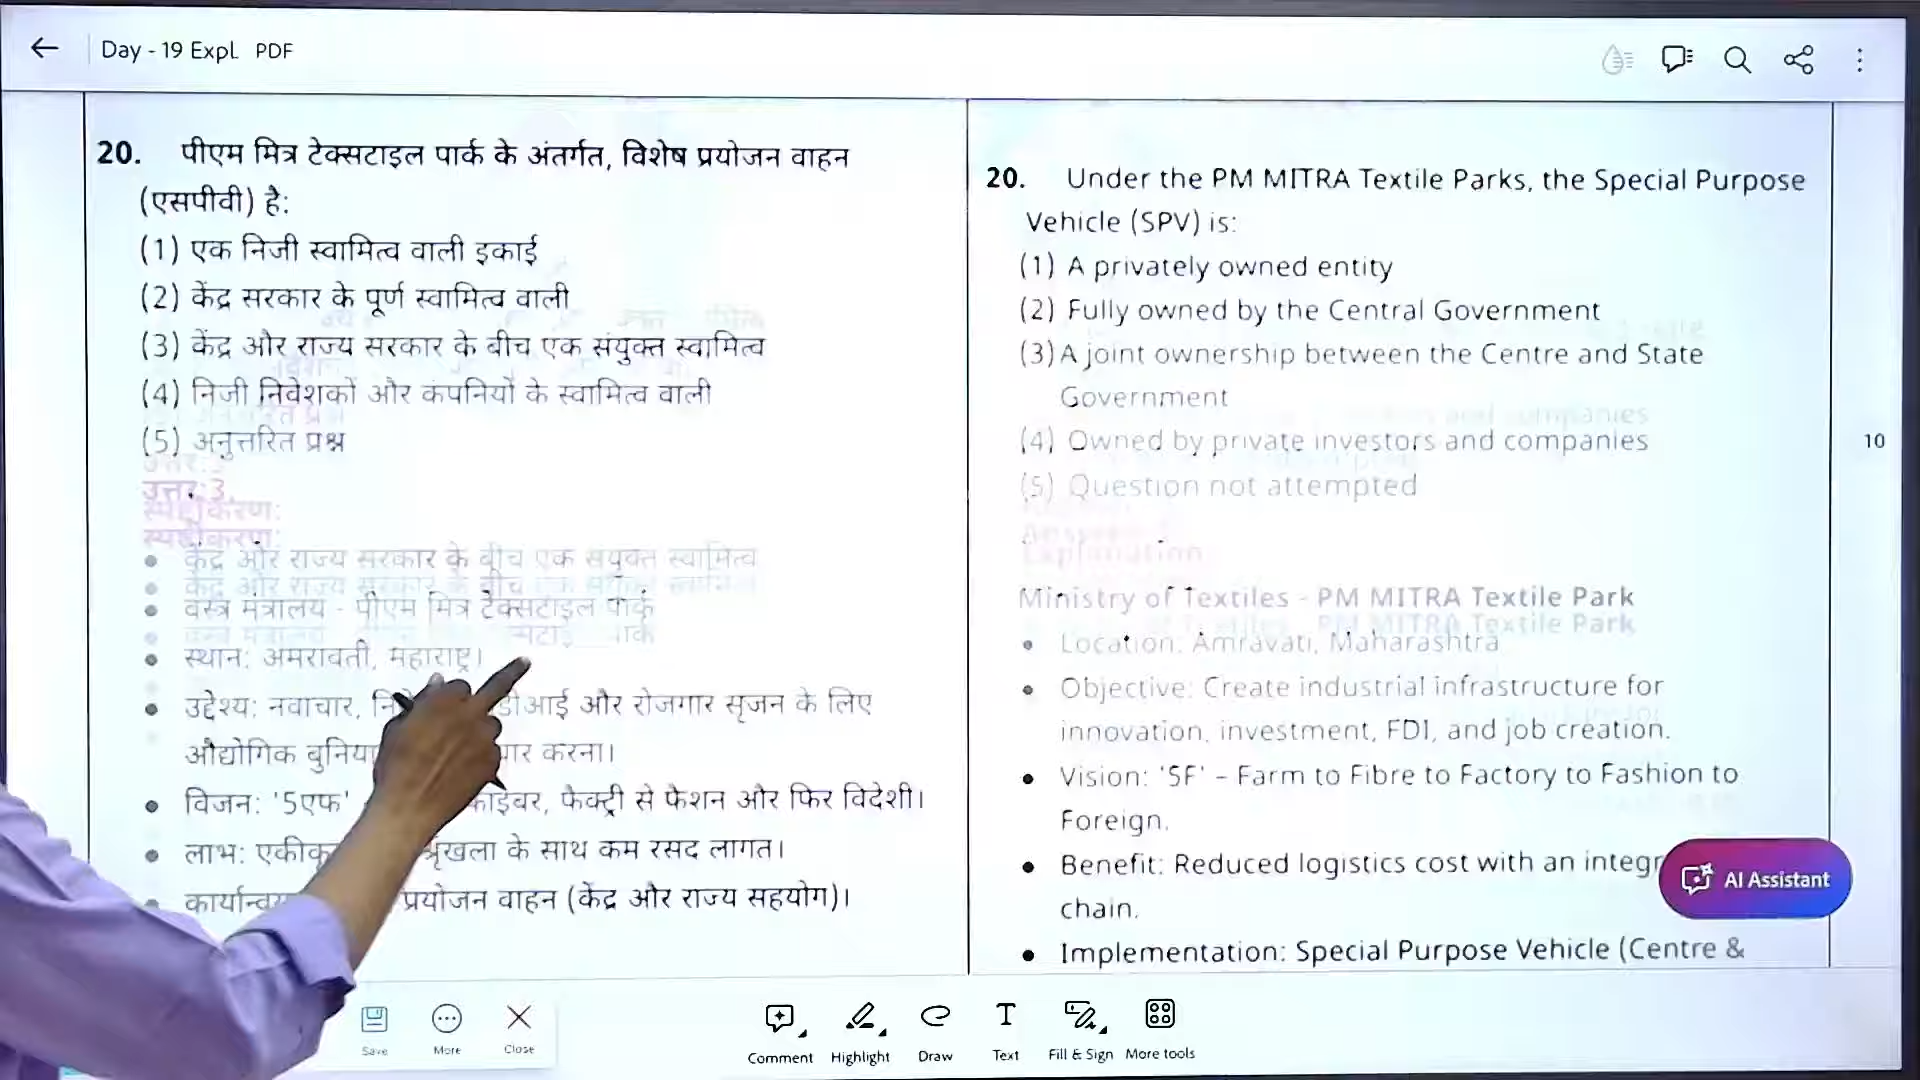 Day - 19 Expl. PDF
20. पीएम मित्र टेक्सटाइल पार्क के अंतर्गत, विशेष प्रयोजन वाहन
(एसपीवी) है:
(1) एक निजी स्वामित्व वाली इकाई
(2) केंद्र सरकार के पूर्ण स्वामित्व वाली
(3) केंद्र और राज्य सरकार के बीच एक संयुक्त स्वामित्व
(4) निजी निवेशकों और कंपनियों के स्वामित्व वाली
(5) अनुत्तरित प्रश्न
उत्तर:3
स्पष्टीकरण:
• केंद्र और राज्य सरकार के बीच एक संयुक्त स्वामित्व
• वस्त्र मंत्रालय - पीएम मित्र टेक्सटाइल पार्क
• स्थान: अमरावती, महाराष्ट्र।
• उद्देश्य: नवाचार, और रोजगार सृजन के लिए
औद्योगिक करना।
• विजन: '5एफ' फैक्ट्री से फैशन और फिर विदेशी।
• लाभ: के साथ कम रसद लागत।
• प्रयोजन वाहन (केंद्र और राज्य सहयोग)।
20. Under the PM MITRA Textile Parks, the Special Purpose
Vehicle (SPV) is:
(1) A privately owned entity
(2) Fully owned by the Central Government
(3) A joint ownership between the Centre and State
Government
(4) Owned by private investors and companies
(5) Question not attempted
Explanation:
Ministry of Textiles - PM MITRA Textile Park
• Location: Amravati, Maharashtra
• Objective: Create industrial infrastructure for
innovation, investment, FDI, and job creation.
• Vision: '5F' – Farm to Fibre to Factory to Fashion to
Foreign.
• Benefit: Reduced logistics cost with an
chain.
• Implementation: Special Purpose Vehicle (Centre &
10
AI Assistant
Save
More
Close
Comment
Highlight
Draw
Text
Fill & Sign
More tools